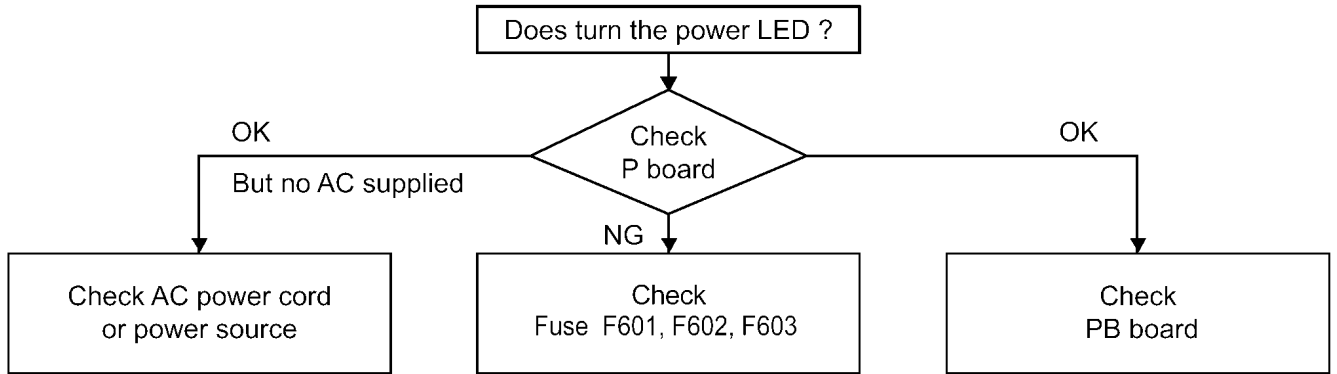 Does turn the power LED ?
Check
P board
OK
OK
But no AC supplied
NG
Check AC power cord
or power source
Check
Fuse F601, F602, F603
Check
PB board